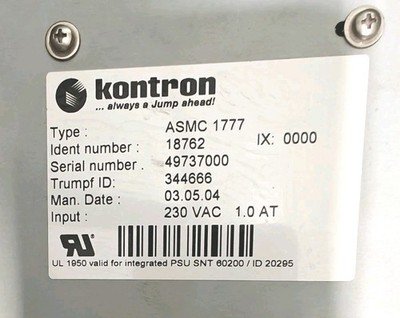 kontron
... always a Jump ahead!
Type : ASMC 1777 IX: 0000
Ident number : 18762
Serial number. 49737000
Trumpf ID: 344666
Man. Date : 03.05.04
Input : 230 VAC 1.0 AT
UL 1950 valid for integrated PSU SNT 60200 / ID 20295